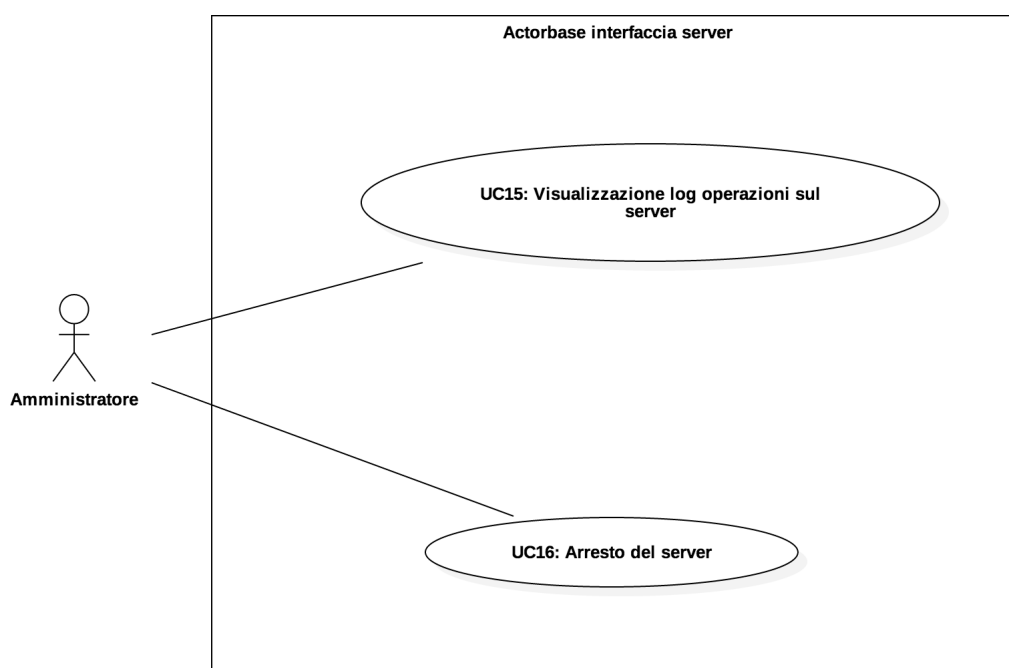 Actorbase interfaccia server
UC15: Visualizzazione log operazioni sul
server
Amministratore
UC16: Arresto del server